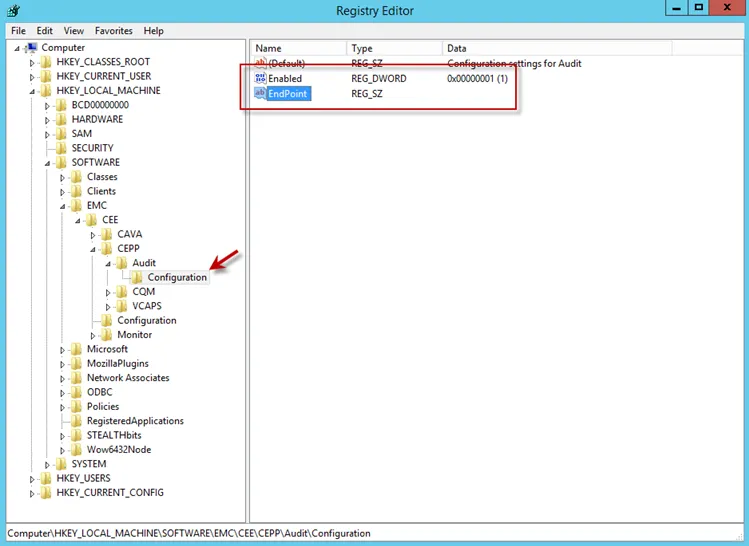 Registry Editor
File Edit View Favorites Help
Computer
HKEY_CLASSES_ROOT
HKEY_CURRENT_USER
HKEY_LOCAL_MACHINE
BCD00000000
HARDWARE
SAM
SECURITY
SOFTWARE
Classes
Clients
EMC
CEE
CAVA
CEPP
Audit
Configuration
CQM
VCAPS
Configuration
Monitor
Microsoft
MozillaPlugins
Network Associates
ODBC
Policies
RegisteredApplications
STEALTHbits
Wow6432Node
SYSTEM
HKEY_USERS
HKEY_CURRENT_CONFIG
Name Type Data
(Default) REG_SZ Configuration settings for Audit
Enabled REG_DWORD 0x00000001 (1)
EndPoint REG_SZ
Computer\HKEY_LOCAL_MACHINE\SOFTWARE\EMC\CEE\CEPP\Audit\Configuration